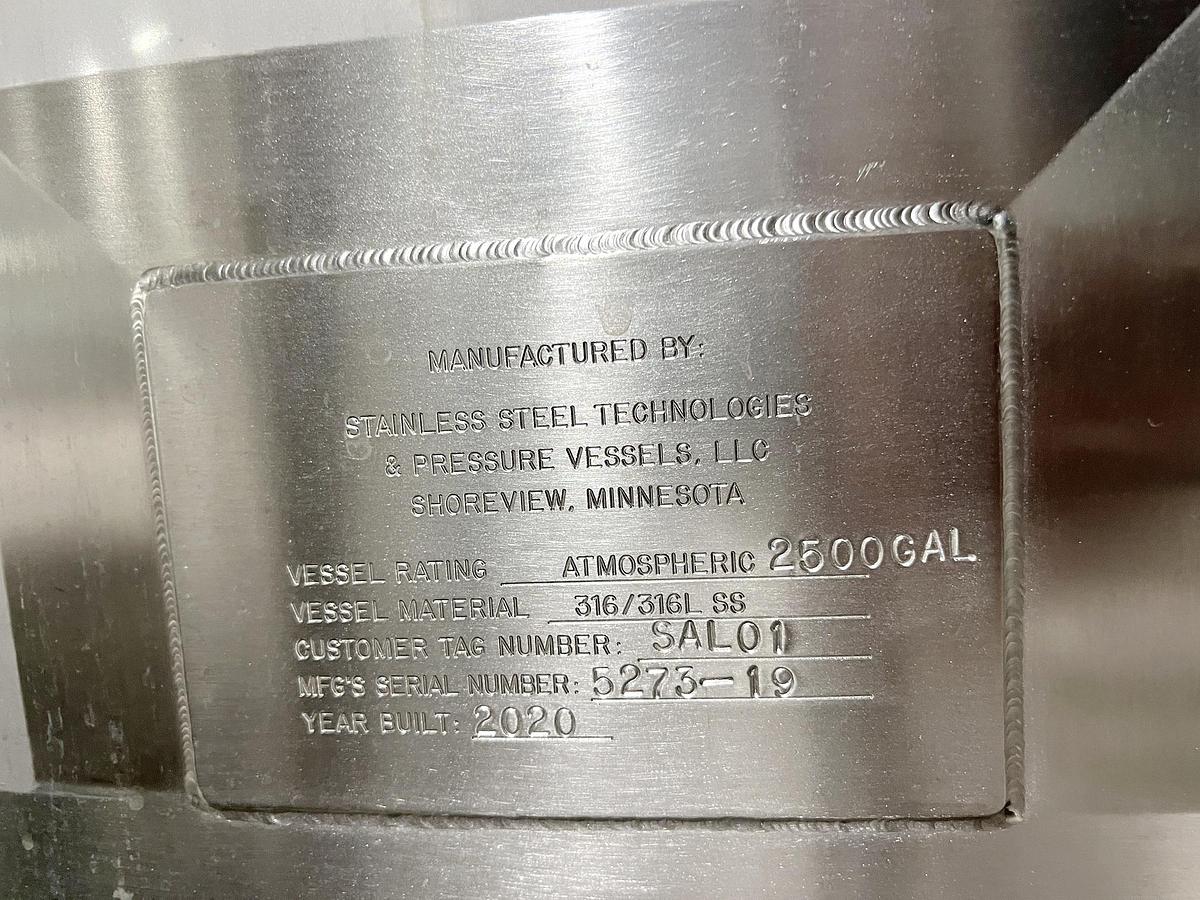 MANUFACTURED BY:
STAINLESS STEEL TECHNOLOGIES
& PRESSURE VESSELS, LLC
SHOREVIEW, MINNESOTA
VESSEL RATING ATMOSPHERIC 2500GAL
VESSEL MATERIAL 316/316L SS
CUSTOMER TAG NUMBER: SAL01
MFG'S SERIAL NUMBER: 5273-19
YEAR BUILT: 2020